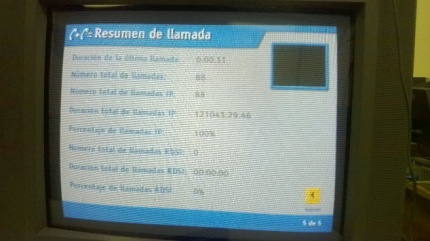 Resumen de llamada
Duración de la última llamada: 0:00:31
Número total de llamadas: 88
Número total de llamadas IP: 88
Duración total de llamadas IP: 121043:29:46
Porcentaje de llamadas IP: 100%
Número total de llamadas RDSI: 0
Duración total de llamadas RDSI: 00:00:00
Porcentaje de llamadas RDSI: 0%
5 de 5